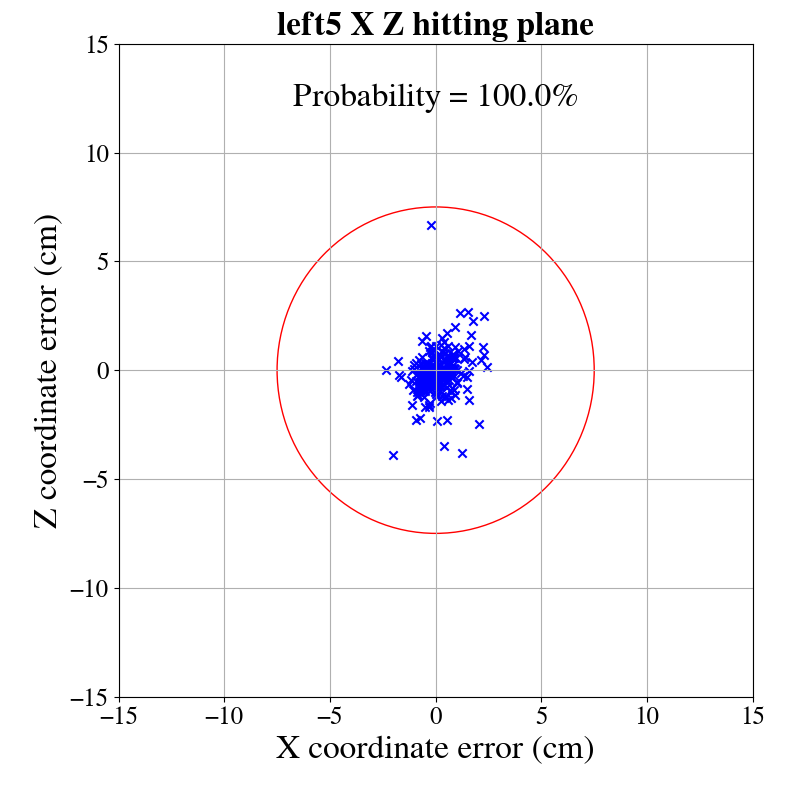 left5 X Z hitting plane
Probability = 100.0%
15
10
5
0
−5
−10
−15
Z coordinate error (cm)
−15 −10 −5 0 5 10 15
X coordinate error (cm)